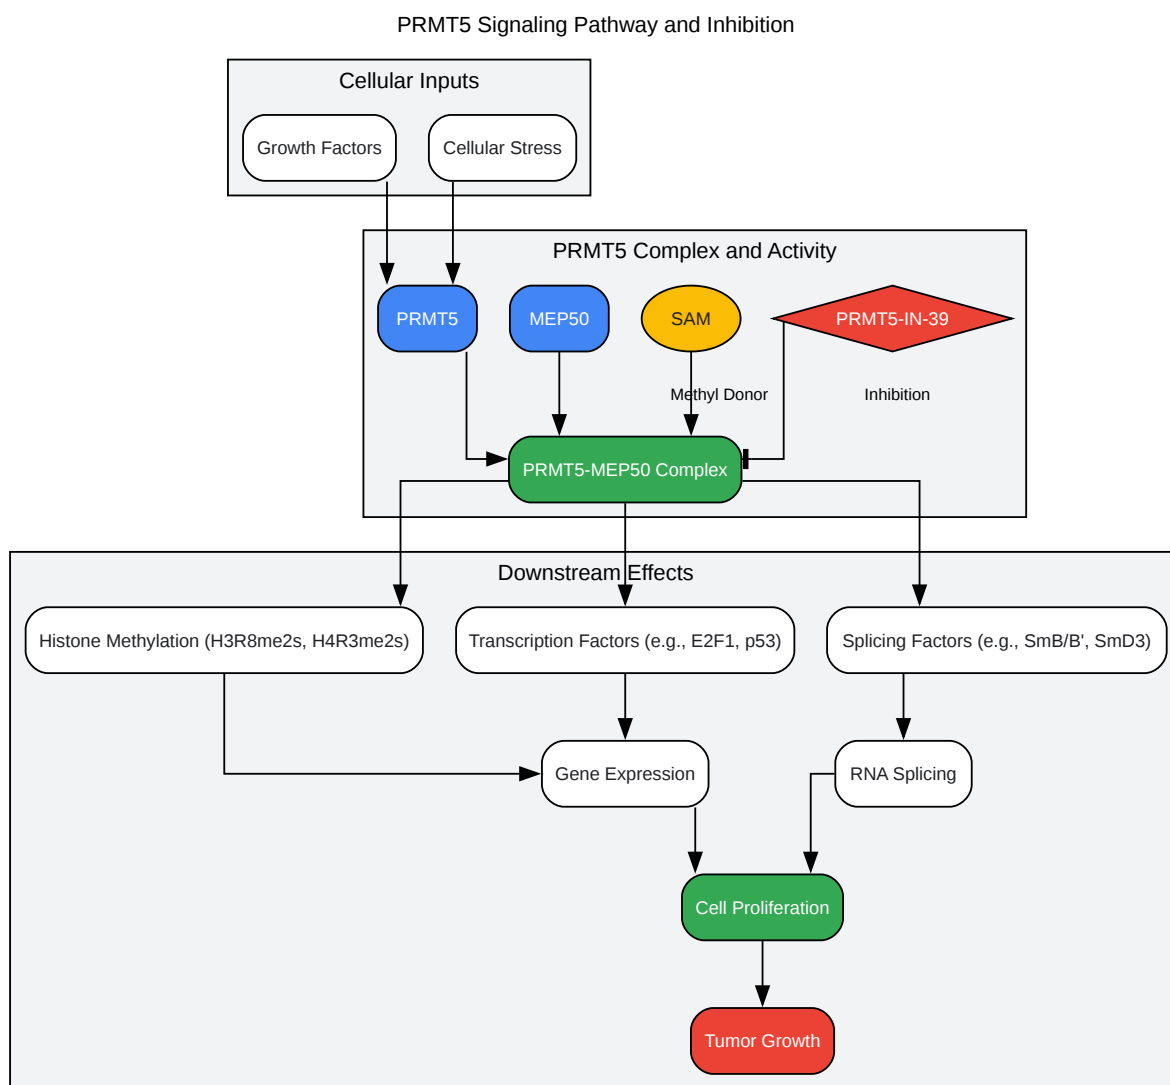 PRMT5 Signaling Pathway and Inhibition
Cellular Inputs
Growth Factors
Cellular Stress
PRMT5 Complex and Activity
PRMT5
MEP50
SAM
PRMT5-IN-39
Methyl Donor
Inhibition
PRMT5-MEP50 Complex
Downstream Effects
Histone Methylation (H3R8me2s, H4R3me2s)
Transcription Factors (e.g., E2F1, p53)
Splicing Factors (e.g., SmB/B', SmD3)
Gene Expression
RNA Splicing
Cell Proliferation
Tumor Growth